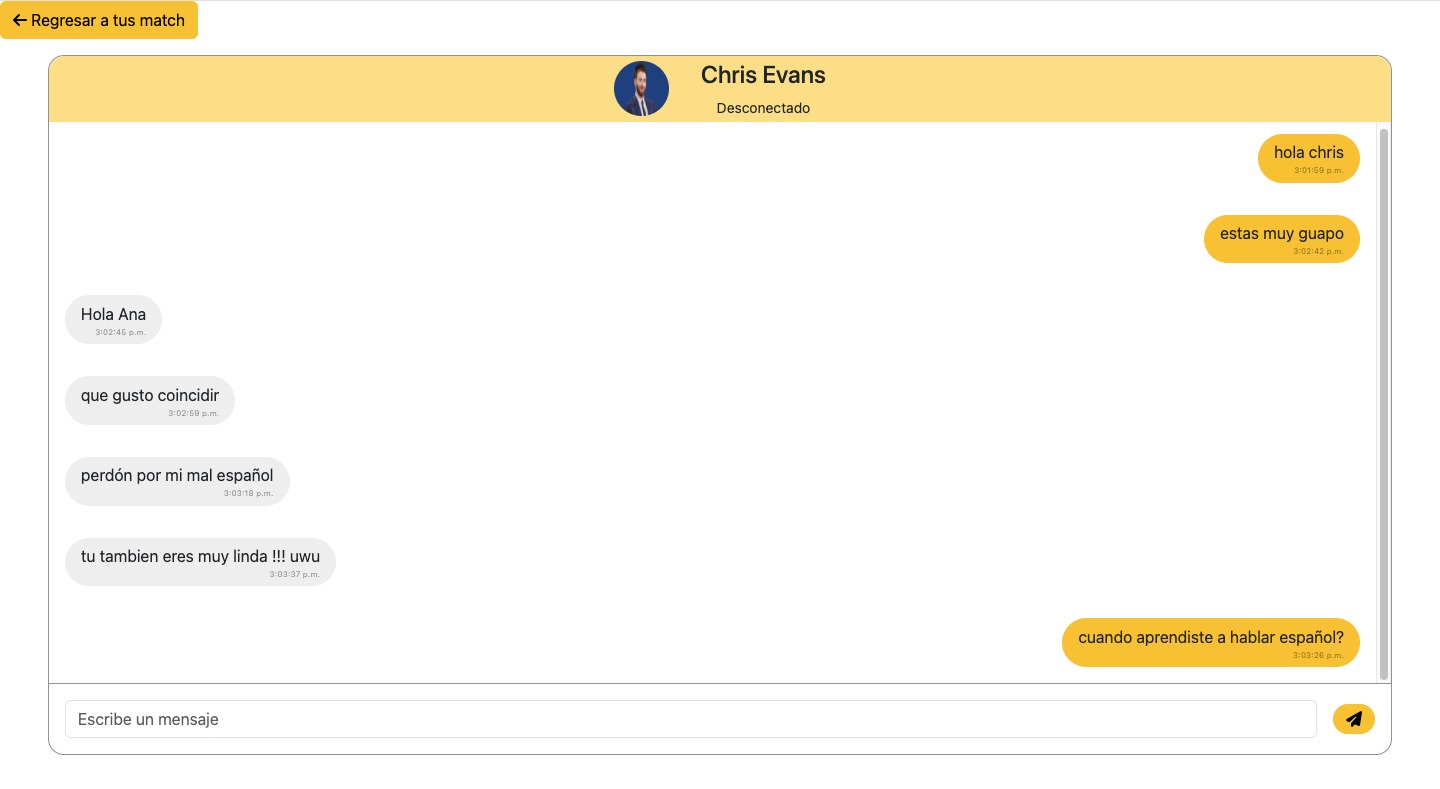 Regresar a tus match
Chris Evans
Desconectado
hola chris
3:01:59 p.m.
estas muy guapo
3:02:42 p.m.
Hola Ana
3:02:45 p.m.
que gusto coincidir
3:02:59 p.m.
perdón por mi mal español
3:03:18 p.m.
tu tambien eres muy linda !!! uwu
3:03:37 p.m.
cuando aprendiste a hablar español?
3:03:26 p.m.
Escribe un mensaje